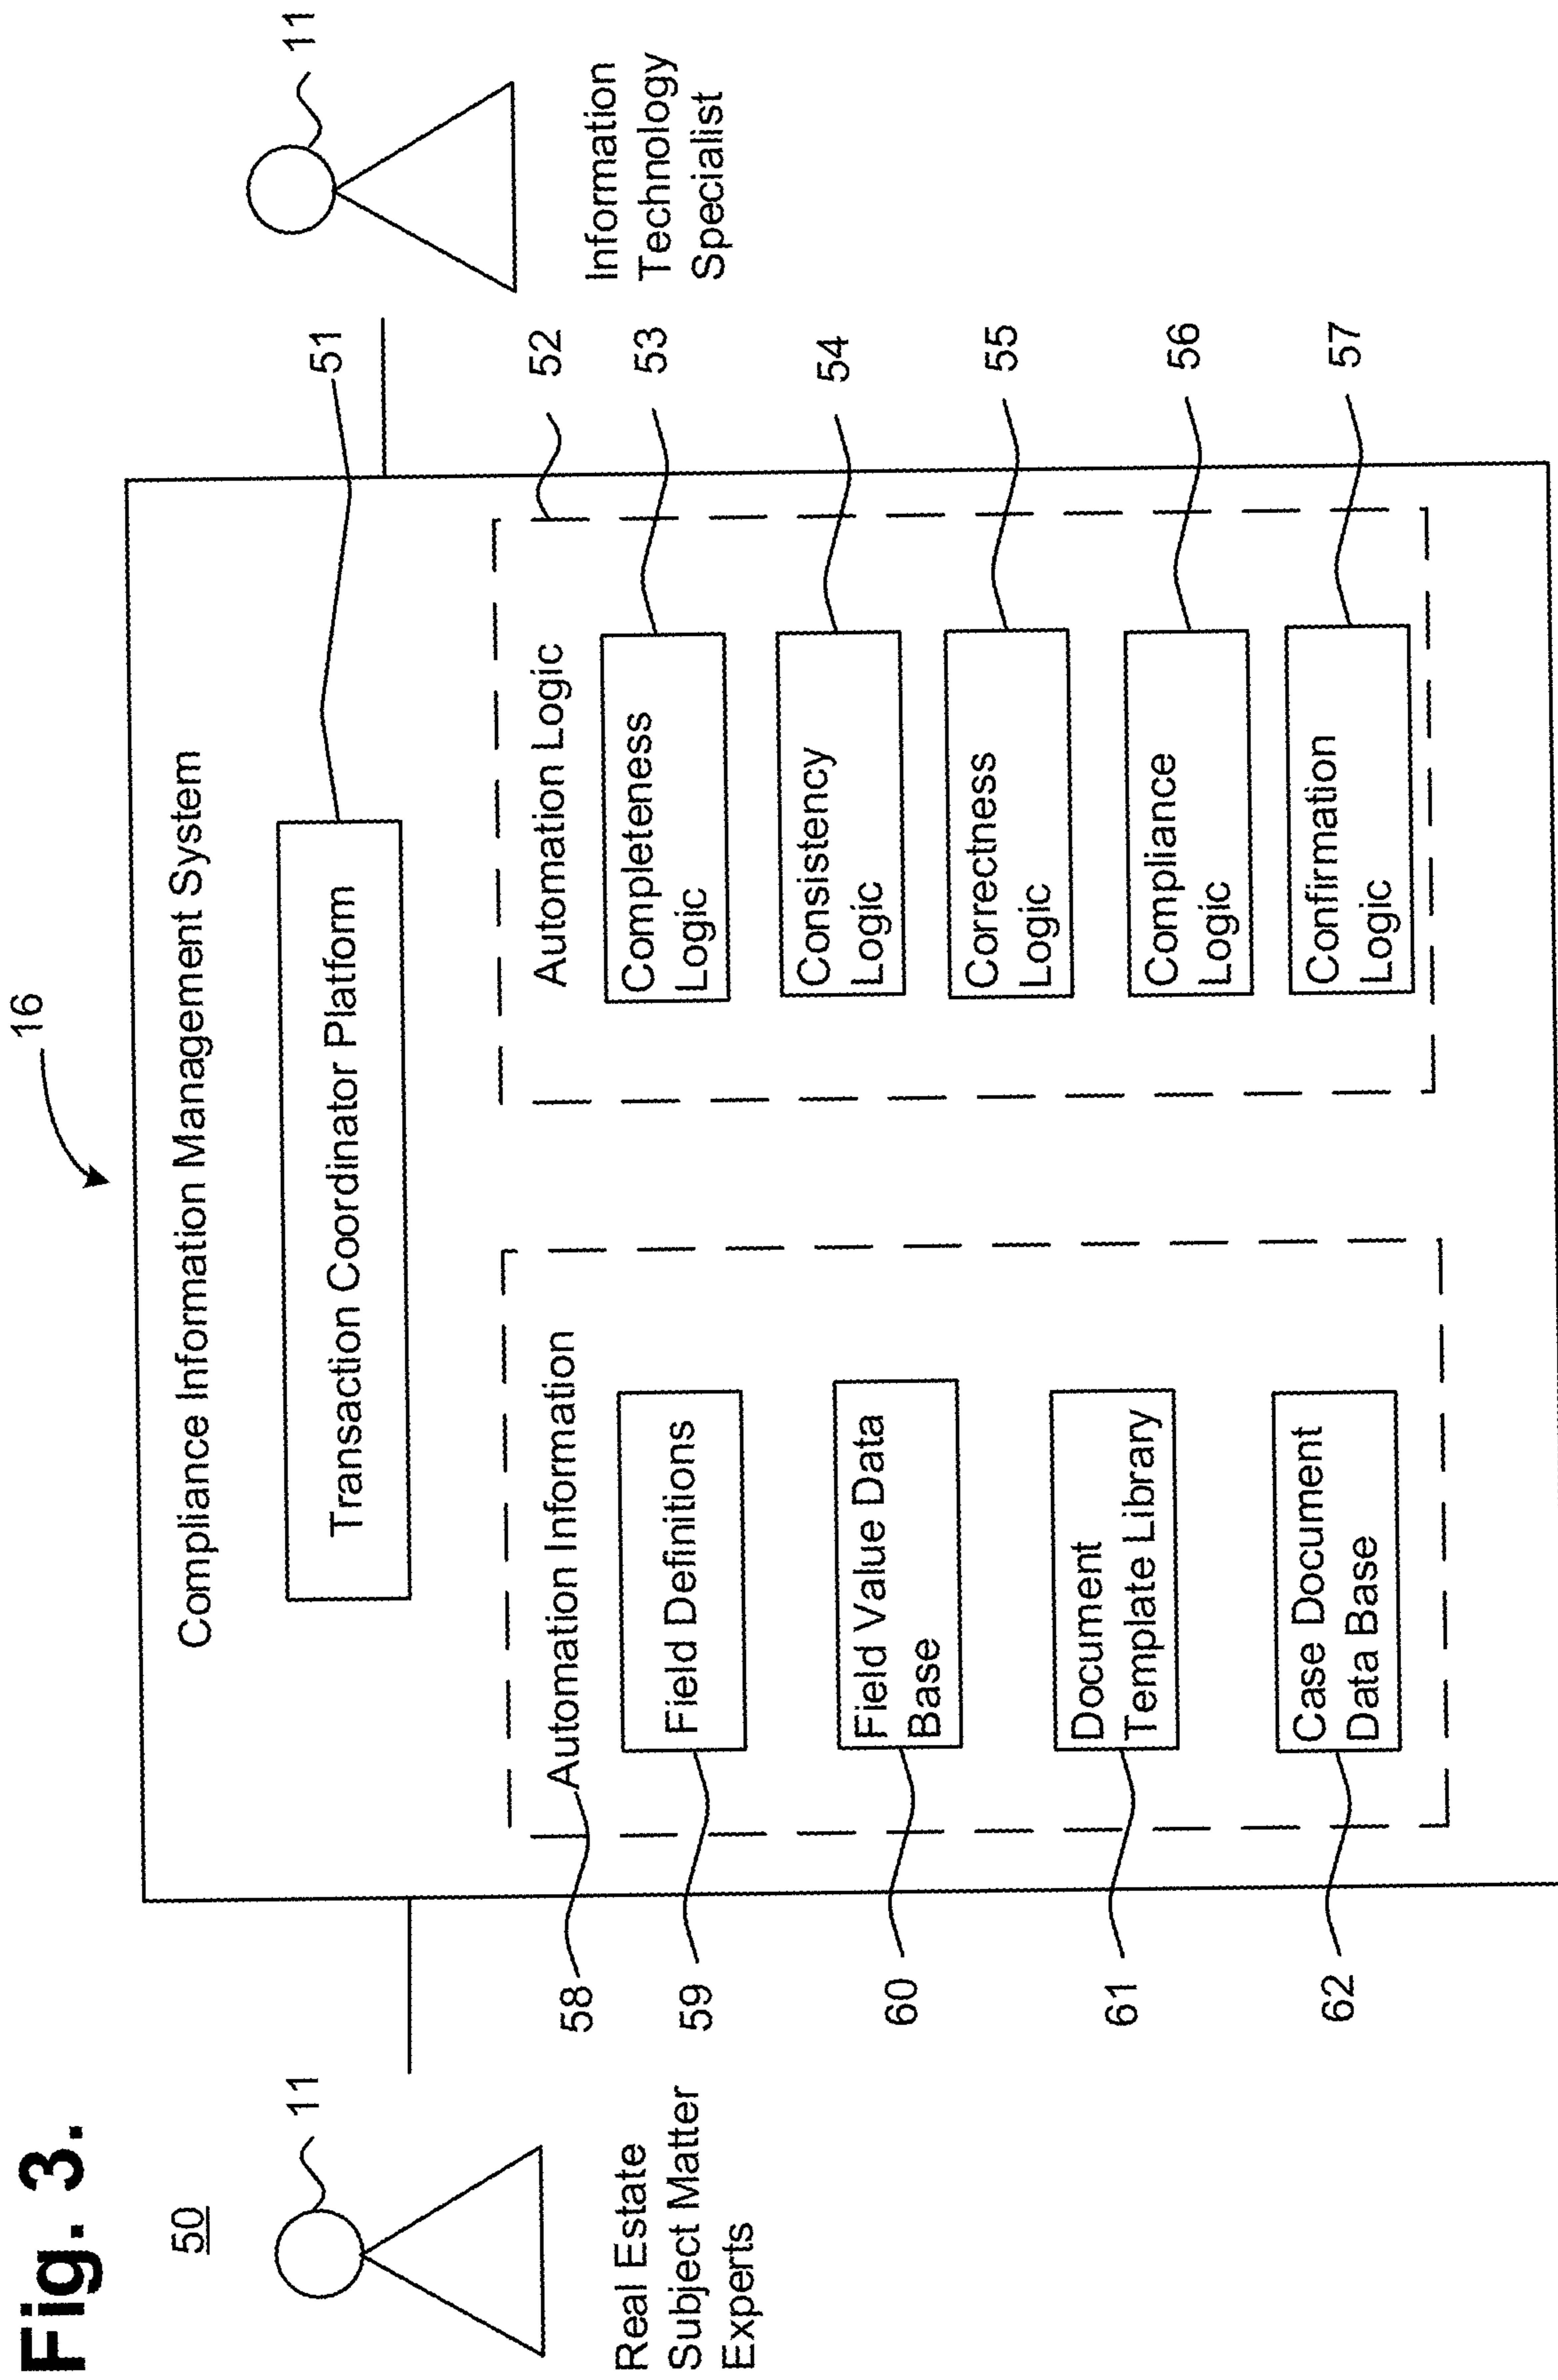 Fig. 3.
50
16
11
Real Estate
Subject Matter
Experts
11
Information
Technology
Specialist
Compliance Information Management System
Transaction Coordinator Platform
51
Automation Information
58
Field Definitions
59
Field Value Data
Base
60
Document
Template Library
61
Case Document
Data Base
62
Automation Logic
52
Completeness
Logic
53
Consistency
Logic
54
Correctness
Logic
55
Compliance
Logic
56
Confirmation
Logic
57